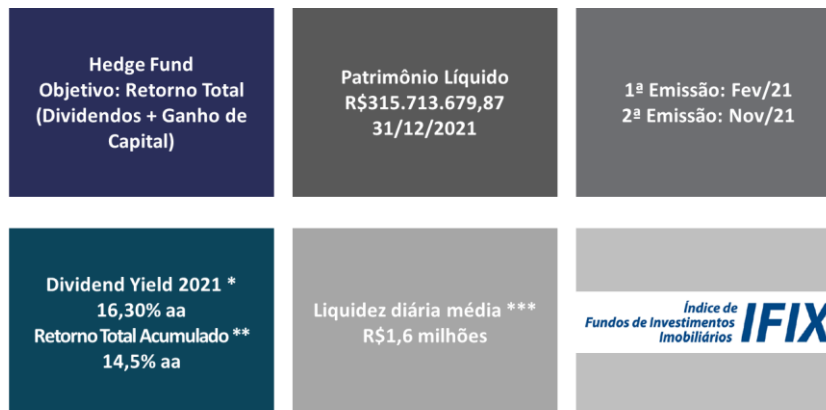 Hedge Fund
Objetivo: Retorno Total
(Dividendos + Ganho de
Capital)
Patrimônio Líquido
R$315.713.679,87
31/12/2021
1ª Emissão: Fev/21
2ª Emissão: Nov/21
Dividend Yield 2021 *
16,30% aa
Retorno Total Acumulado **
14,5% aa
Liquidez diária média ***
R$1,6 milhões
Índice de
Fundos de Investimentos
Imobiliários
IFIX